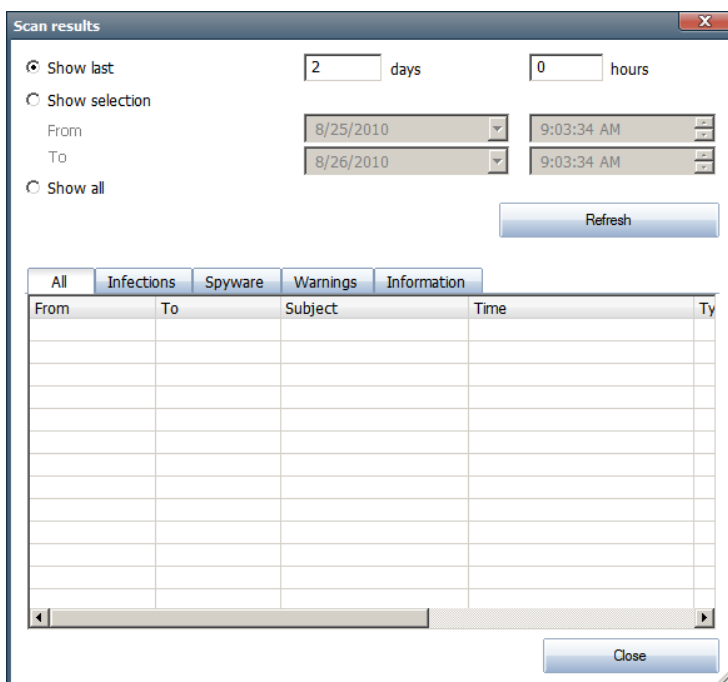 Scan results
Show last 2 days 0 hours
Show selection
From 8/25/2010 9:03:34 AM
To 8/26/2010 9:03:34 AM
Show all
Refresh
All Infections Spyware Warnings Information
From To Subject Time Ty
Close